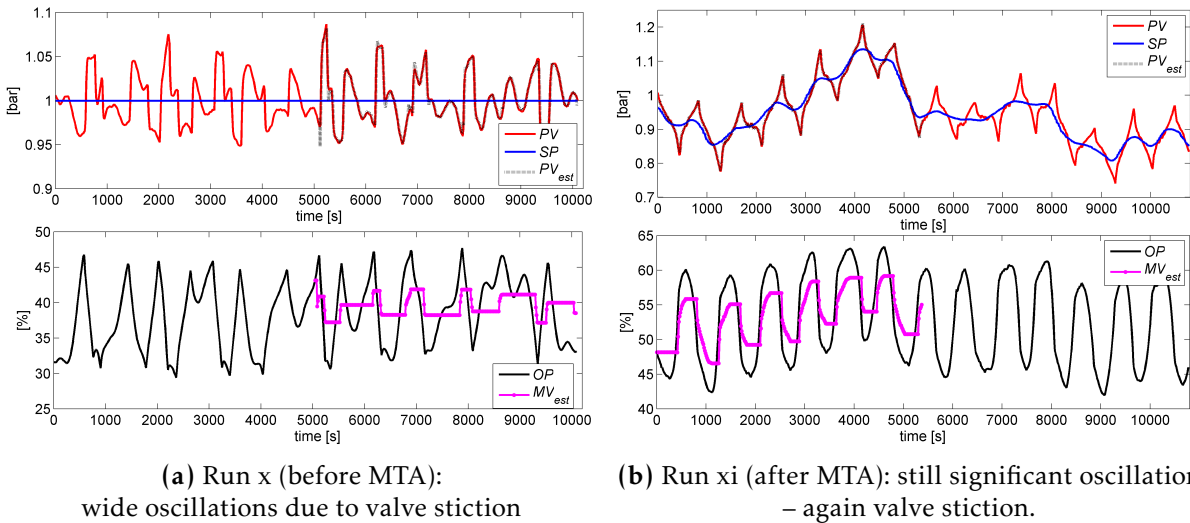 1.1
1.05
1
0.95
0.9
[bar]
PV
SP
PVest
0 1000 2000 3000 4000 5000 6000 7000 8000 9000 10000
time [s]
50
45
40
35
30
25
[%]
OP
MVest
0 1000 2000 3000 4000 5000 6000 7000 8000 9000 10000
time [s]
(a) Run x (before MTA):
wide oscillations due to valve stiction
1.2
1.1
1
0.9
0.8
0.7
[bar]
PV
SP
PVest
0 1000 2000 3000 4000 5000 6000 7000 8000 9000 10000
time [s]
65
60
55
50
45
40
[%]
OP
MVest
0 1000 2000 3000 4000 5000 6000 7000 8000 9000 10000
time [s]
(b) Run xi (after MTA): still significant oscillation
– again valve stiction.